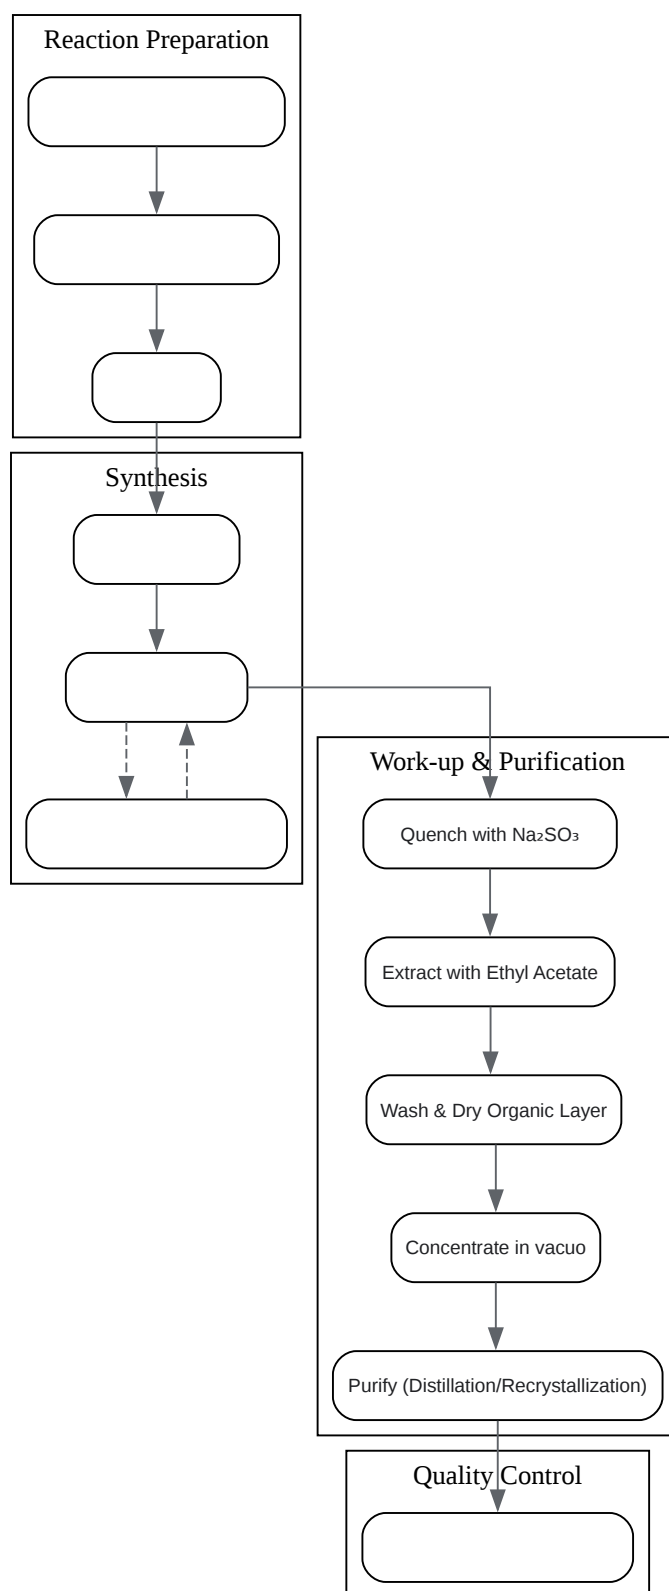 Reaction Preparation
Synthesis
Work-up & Purification
Quench with Na₂SO₃
Extract with Ethyl Acetate
Wash & Dry Organic Layer
Concentrate in vacuo
Purify (Distillation/Recrystallization)
Quality Control